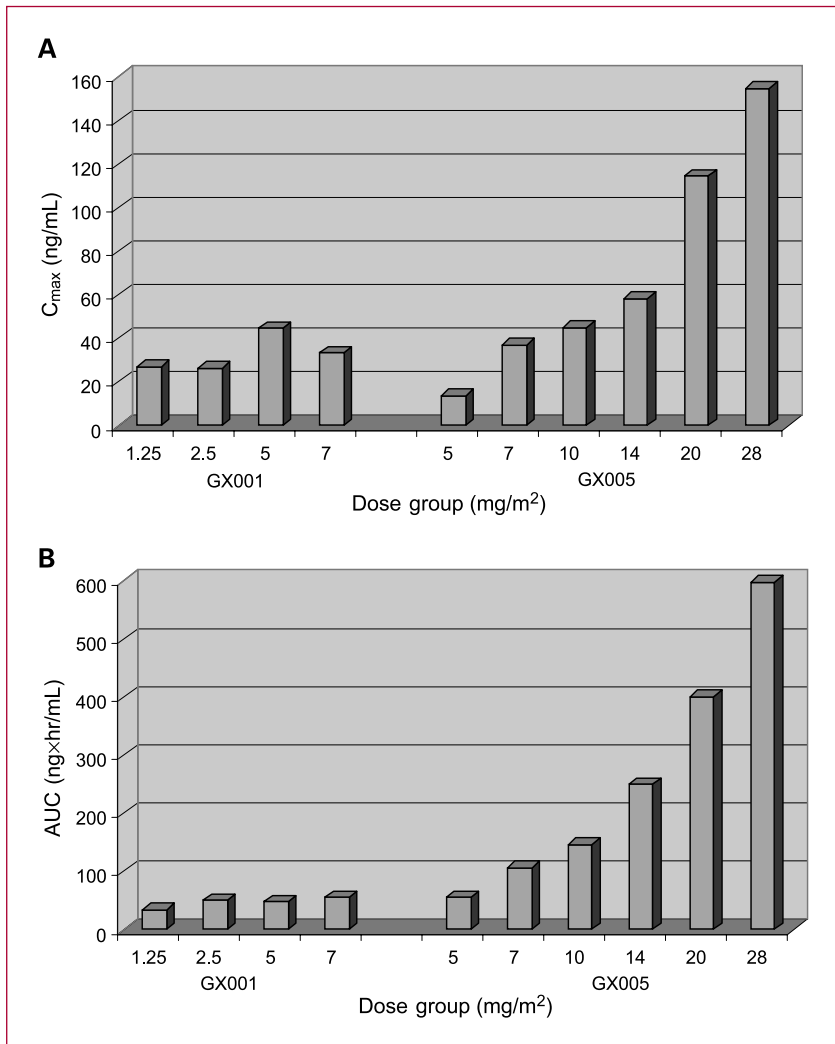 A
160
140
120
100
80
60
40
20
0
C_max (ng/mL)
1.25 2.5 5 7 5 7 10 14 20 28
GX001 GX005
Dose group (mg/m²)
B
600
500
400
300
200
100
0
AUC (ng×hr/mL)
1.25 2.5 5 7 5 7 10 14 20 28
GX001 GX005
Dose group (mg/m²)